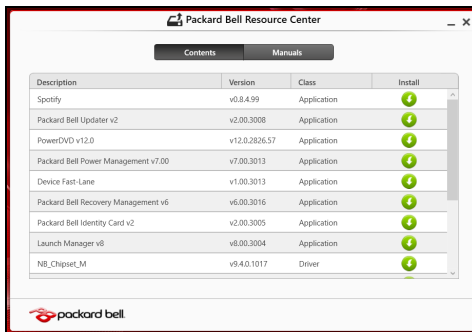 Packard Bell Resource Center
Contents Manuals
Description Version Class Install
Spotify v0.8.4.99 Application
Packard Bell Updater v2 v2.00.3008 Application
PowerDVD v12.0 v12.0.2826.57 Application
Packard Bell Power Management v7.00 v7.00.3013 Application
Device Fast-Lane v1.00.3013 Application
Packard Bell Recovery Management v6 v6.00.3016 Application
Packard Bell Identity Card v2 v2.00.3005 Application
Launch Manager v8 v8.00.3004 Application
NB_Chipset_M v9.4.0.1017 Driver
packard bell.